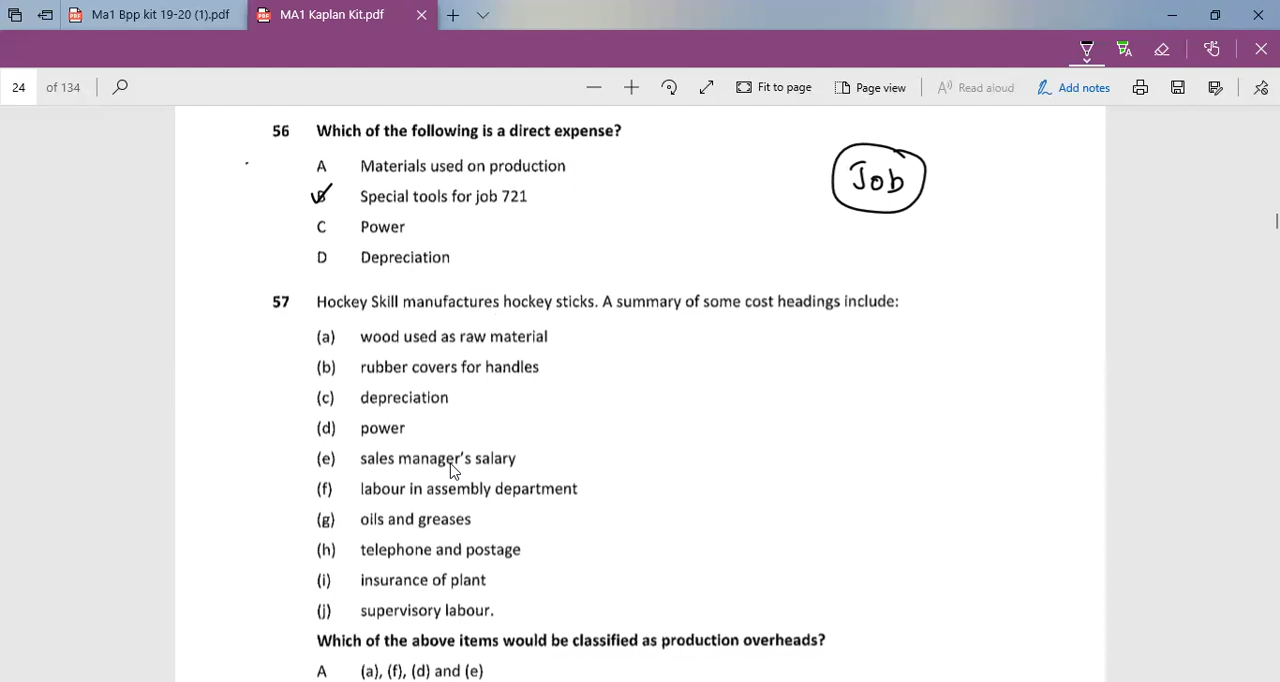 Ma1 Bpp kit 19-20 (1).pdf
MA1 Kaplan Kit.pdf
24 of 134
Fit to page
Page view
Read aloud
Add notes
56 Which of the following is a direct expense?
A Materials used on production
B Special tools for job 721
C Power
D Depreciation
Job
57 Hockey Skill manufactures hockey sticks. A summary of some cost headings include:
(a) wood used as raw material
(b) rubber covers for handles
(c) depreciation
(d) power
(e) sales manager's salary
(f) labour in assembly department
(g) oils and greases
(h) telephone and postage
(i) insurance of plant
(j) supervisory labour.
Which of the above items would be classified as production overheads?
A (a), (f), (d) and (e)